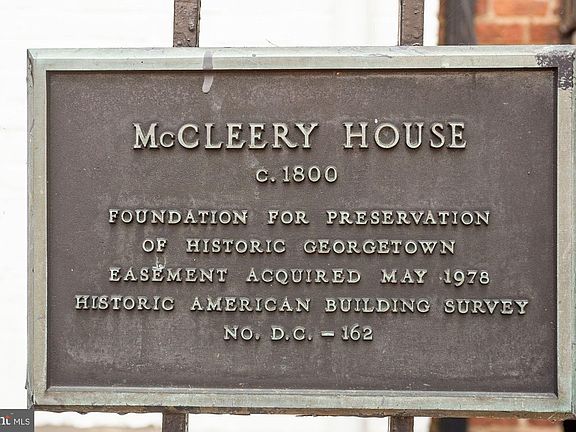 McCLEERY HOUSE
C. 1800
FOUNDATION FOR PRESERVATION
OF HISTORIC GEORGETOWN
EASEMENT ACQUIRED MAY 1978
HISTORIC AMERICAN BUILDING SURVEY
NO. D.C. - 162
MLS